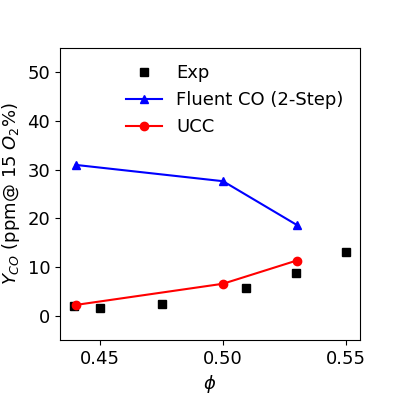 Exp
Fluent CO (2-Step)
UCC
50
40
30
20
10
0
Y_CO (ppm@ 15 O₂%)
0.45 0.50 0.55
ϕ